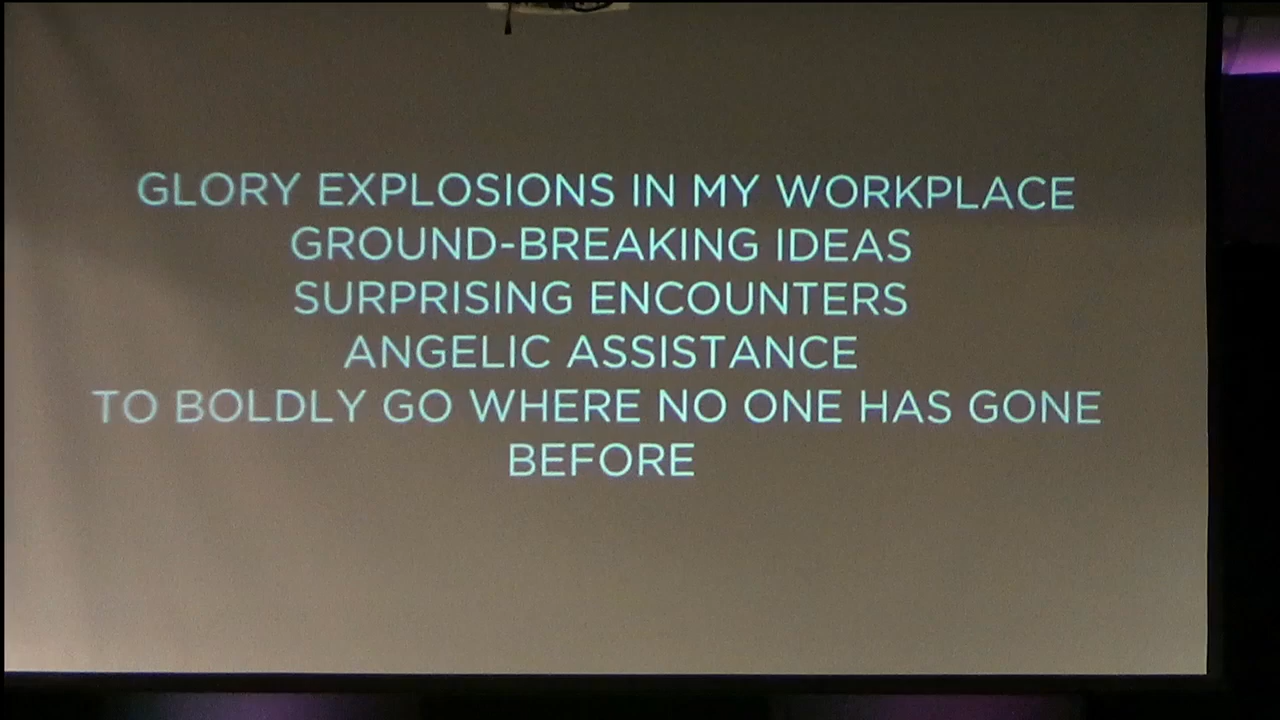 GLORY EXPLOSIONS IN MY WORKPLACE
GROUND-BREAKING IDEAS
SURPRISING ENCOUNTERS
ANGELIC ASSISTANCE
TO BOLDLY GO WHERE NO ONE HAS GONE
BEFORE